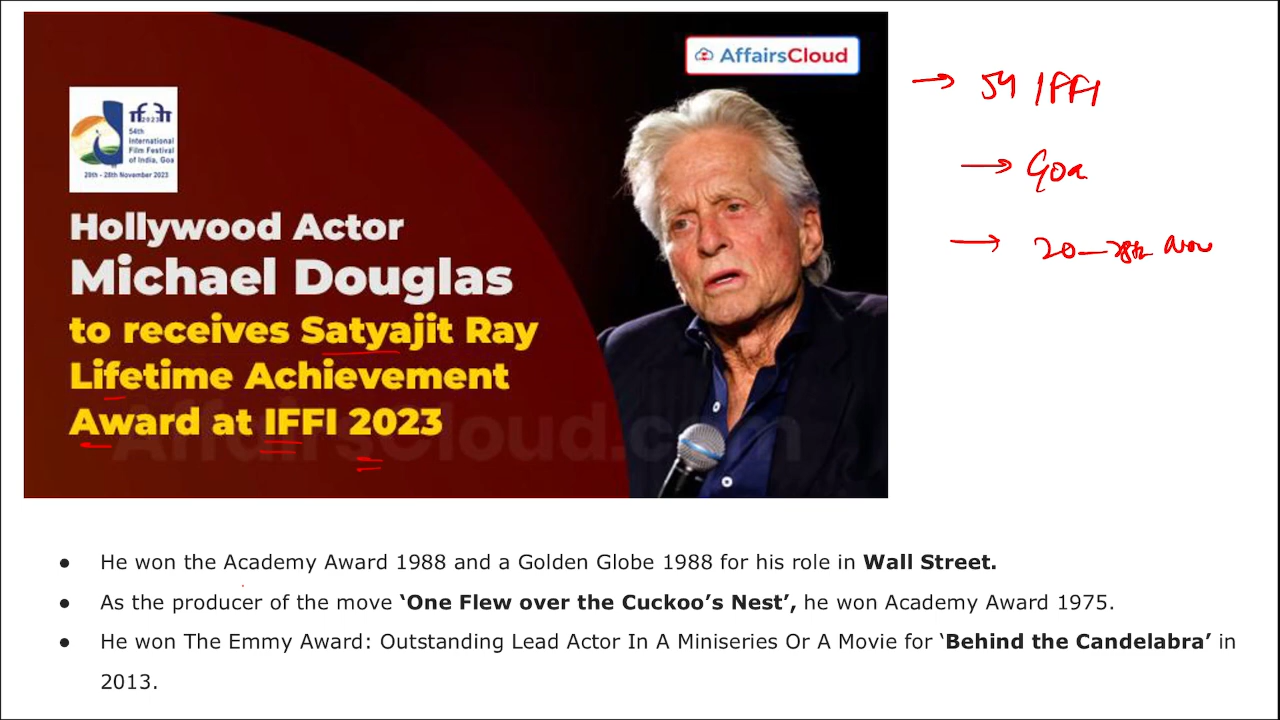 AffairsCloud
54th
International
Film Festival
of India, Goa
20th - 28th November 2023
Hollywood Actor
Michael Douglas
to receives Satyajit Ray
Lifetime Achievement
Award at IFFI 2023
AffairsCloud.com
→ 54 IFFI
→ Goa
→ 20-28th Nov
● He won the Academy Award 1988 and a Golden Globe 1988 for his role in Wall Street.
● As the producer of the move ‘One Flew over the Cuckoo’s Nest’, he won Academy Award 1975.
● He won The Emmy Award: Outstanding Lead Actor In A Miniseries Or A Movie for ‘Behind the Candelabra’ in
2013.